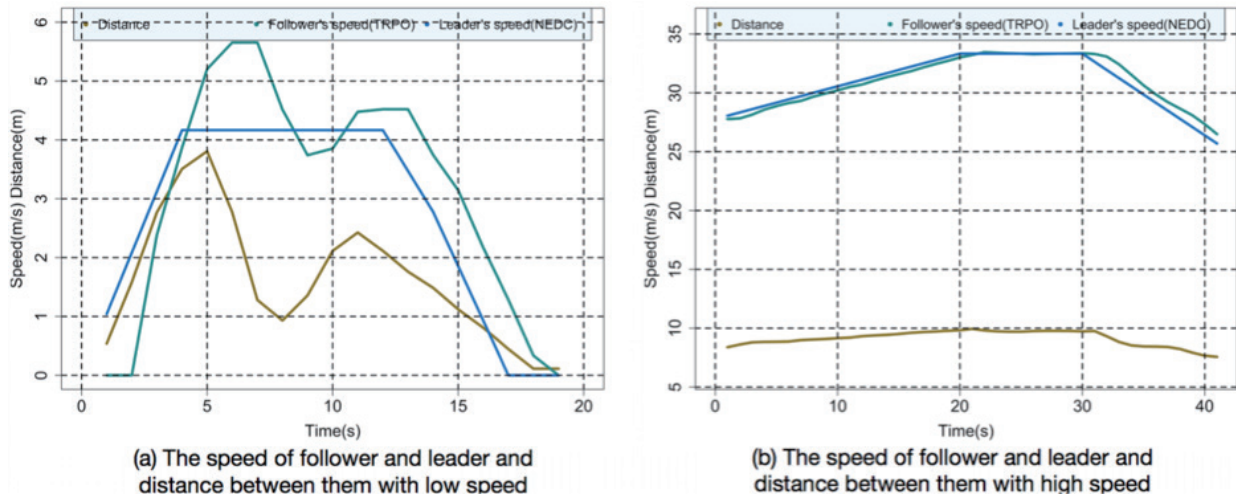 Distance Follower's speed(TRPO) Leader's speed(NEDC)
6
5
4
3
2
1
0
Speed(m/s) Distance(m)
0 5 10 15 20
Time(s)
(a) The speed of follower and leader and
distance between them with low speed
Distance Follower's speed(TRPO) Leader's speed(NEDC)
35
30
25
20
15
10
5
Speed(m/s) Distance(m)
0 10 20 30 40
Time(s)
(b) The speed of follower and leader and
distance between them with high speed